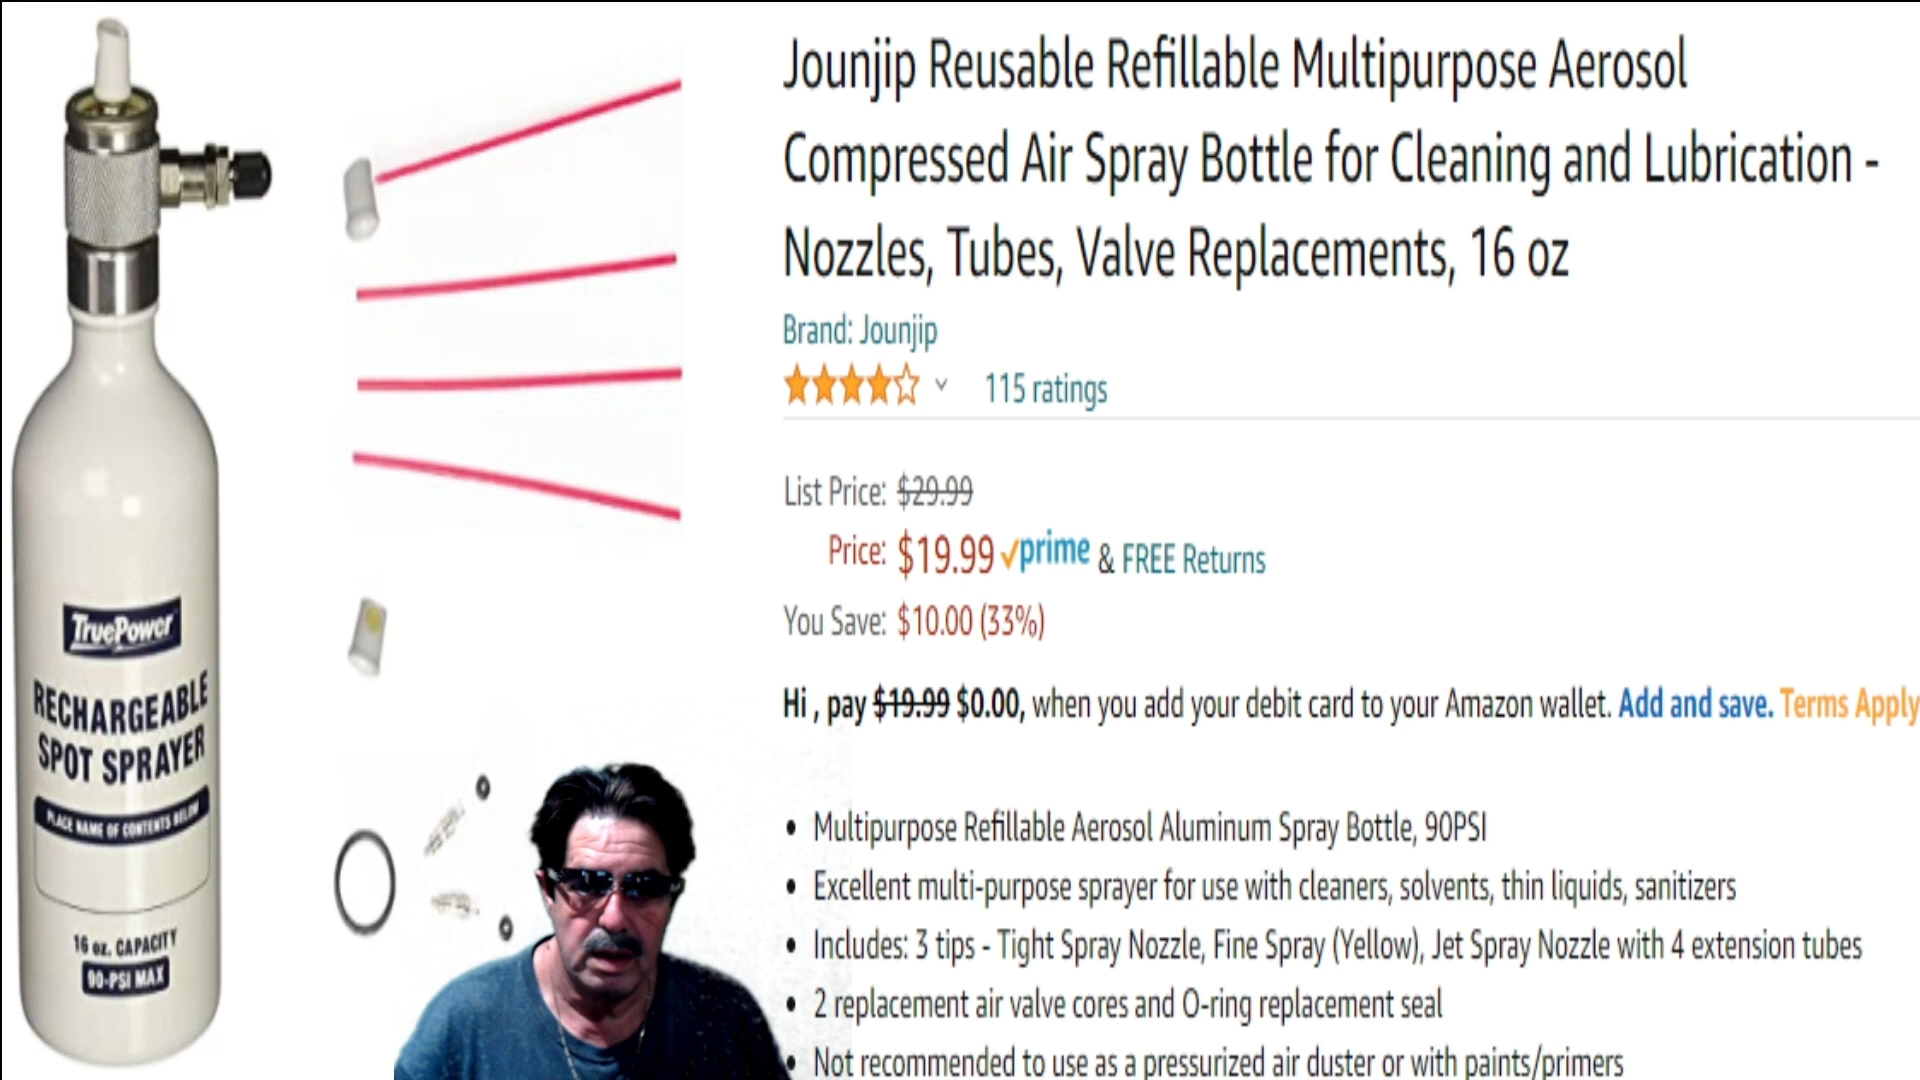 TruePower
RECHARGEABLE
SPOT SPRAYER
PLACE NAME OF CONTENTS BELOW
16 oz. CAPACITY
90-PSI MAX
Jounjip Reusable Refillable Multipurpose Aerosol
Compressed Air Spray Bottle for Cleaning and Lubrication -
Nozzles, Tubes, Valve Replacements, 16 oz
Brand: Jounjip
115 ratings
List Price: $29.99
Price: $19.99 prime & FREE Returns
You Save: $10.00 (33%)
Hi , pay $19.99 $0.00, when you add your debit card to your Amazon wallet. Add and save. Terms Apply
• Multipurpose Refillable Aerosol Aluminum Spray Bottle, 90PSI
• Excellent multi-purpose sprayer for use with cleaners, solvents, thin liquids, sanitizers
• Includes: 3 tips - Tight Spray Nozzle, Fine Spray (Yellow), Jet Spray Nozzle with 4 extension tubes
• 2 replacement air valve cores and O-ring replacement seal
• Not recommended to use as a pressurized air duster or with paints/primers